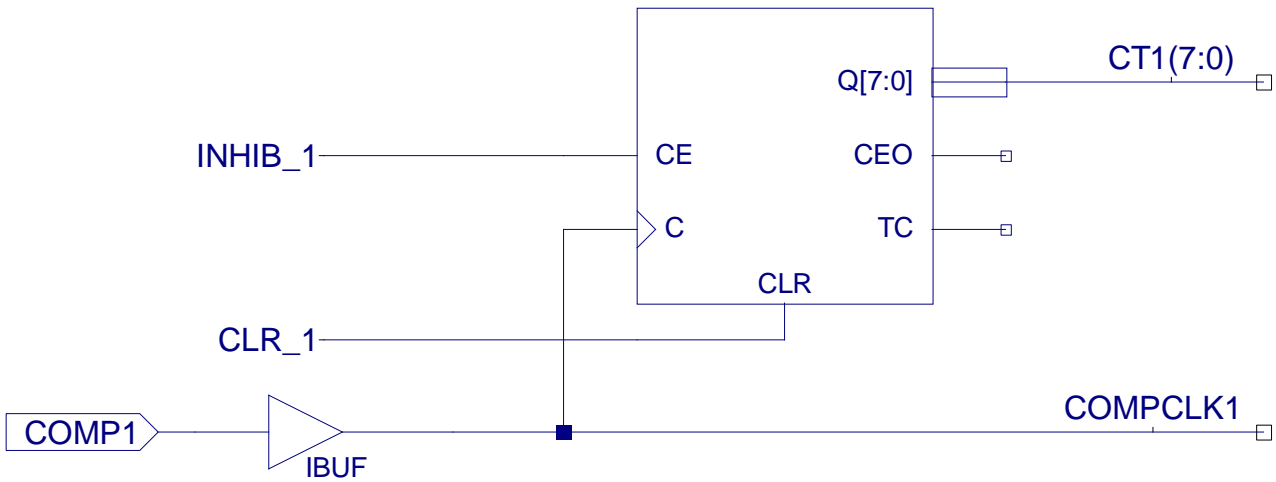 CT1(7:0)
Q[7:0]
INHIB_1
CE
CEO
C
TC
CLR
CLR_1
COMPCLK1
COMP1
IBUF